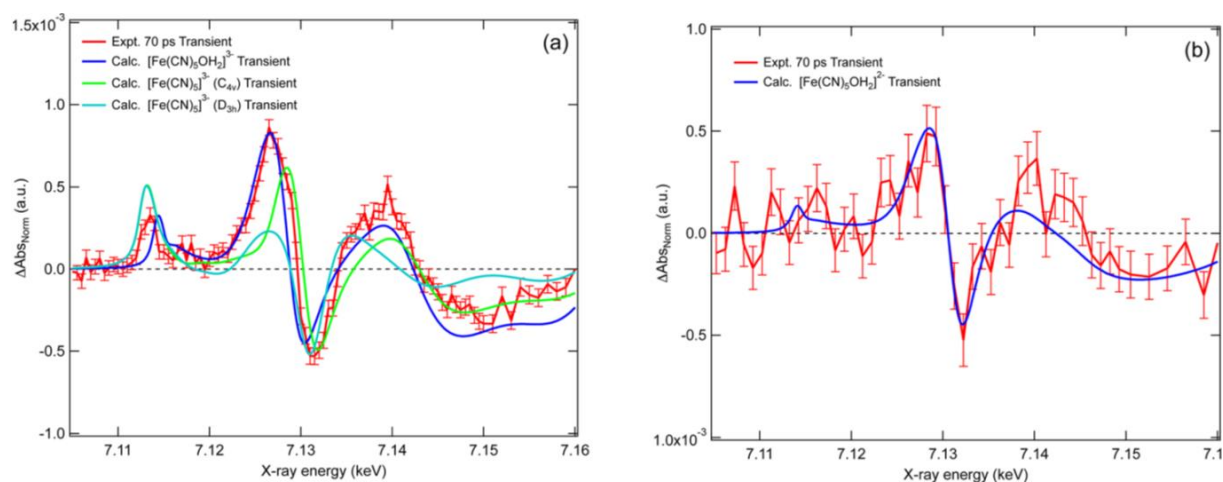 1.5x10⁻³
(a)
Expt. 70 ps Transient
Calc. [Fe(CN)₅OH₂]³⁻ Transient
Calc. [Fe(CN)₅]³⁻ (C₄ᵥ) Transient
Calc. [Fe(CN)₅]³⁻ (D₃ₕ) Transient
1.0
0.5
0.0
-0.5
-1.0
ΔAbsNorm (a.u.)
7.11 7.12 7.13 7.14 7.15 7.16
X-ray energy (keV)
1.0
(b)
Expt. 70 ps Transient
Calc. [Fe(CN)₅OH₂]²⁻ Transient
0.5
0.0
-0.5
1.0x10⁻³
ΔAbsNorm (a.u.)
7.11 7.12 7.13 7.14 7.15 7.1
X-ray energy (keV)